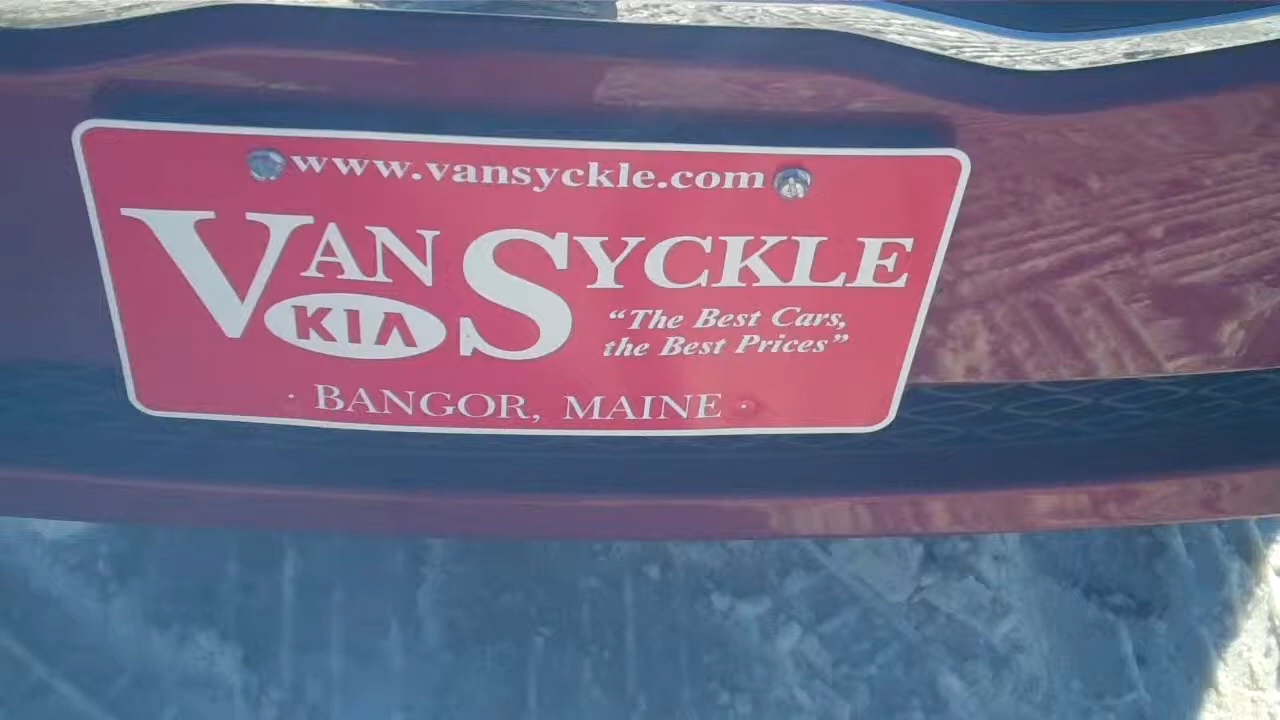 www.vansyckle.com
VAN SYCKLE
KIA
"The Best Cars,
the Best Prices"
BANGOR, MAINE